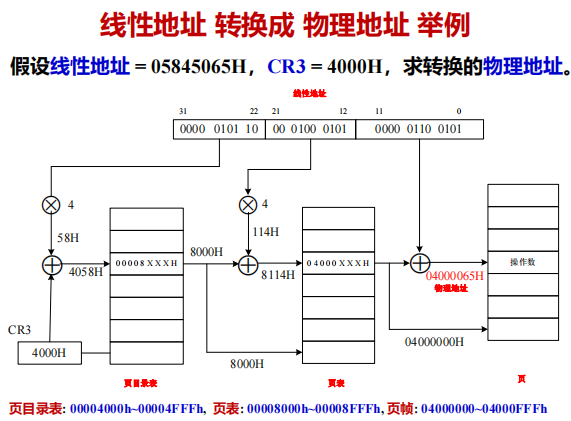 线性地址 转换成 物理地址 举例
假设线性地址 = 05845065H，CR3 = 4000H，求转换的物理地址。
线性地址
31 22 21 12 11 0
0000 0101 10 00 0100 0101 0000 0110 0101
4 4
58H 114H
4058H 00008XXXH 8000H 8114H 04000XXXH 04000065H 操作数
物理地址
CR3
4000H 8000H 04000000H
页目录表 页表 页
页目录表: 00004000h~00004FFFh, 页表: 00008000h~00008FFFh, 页帧: 04000000~04000FFFh